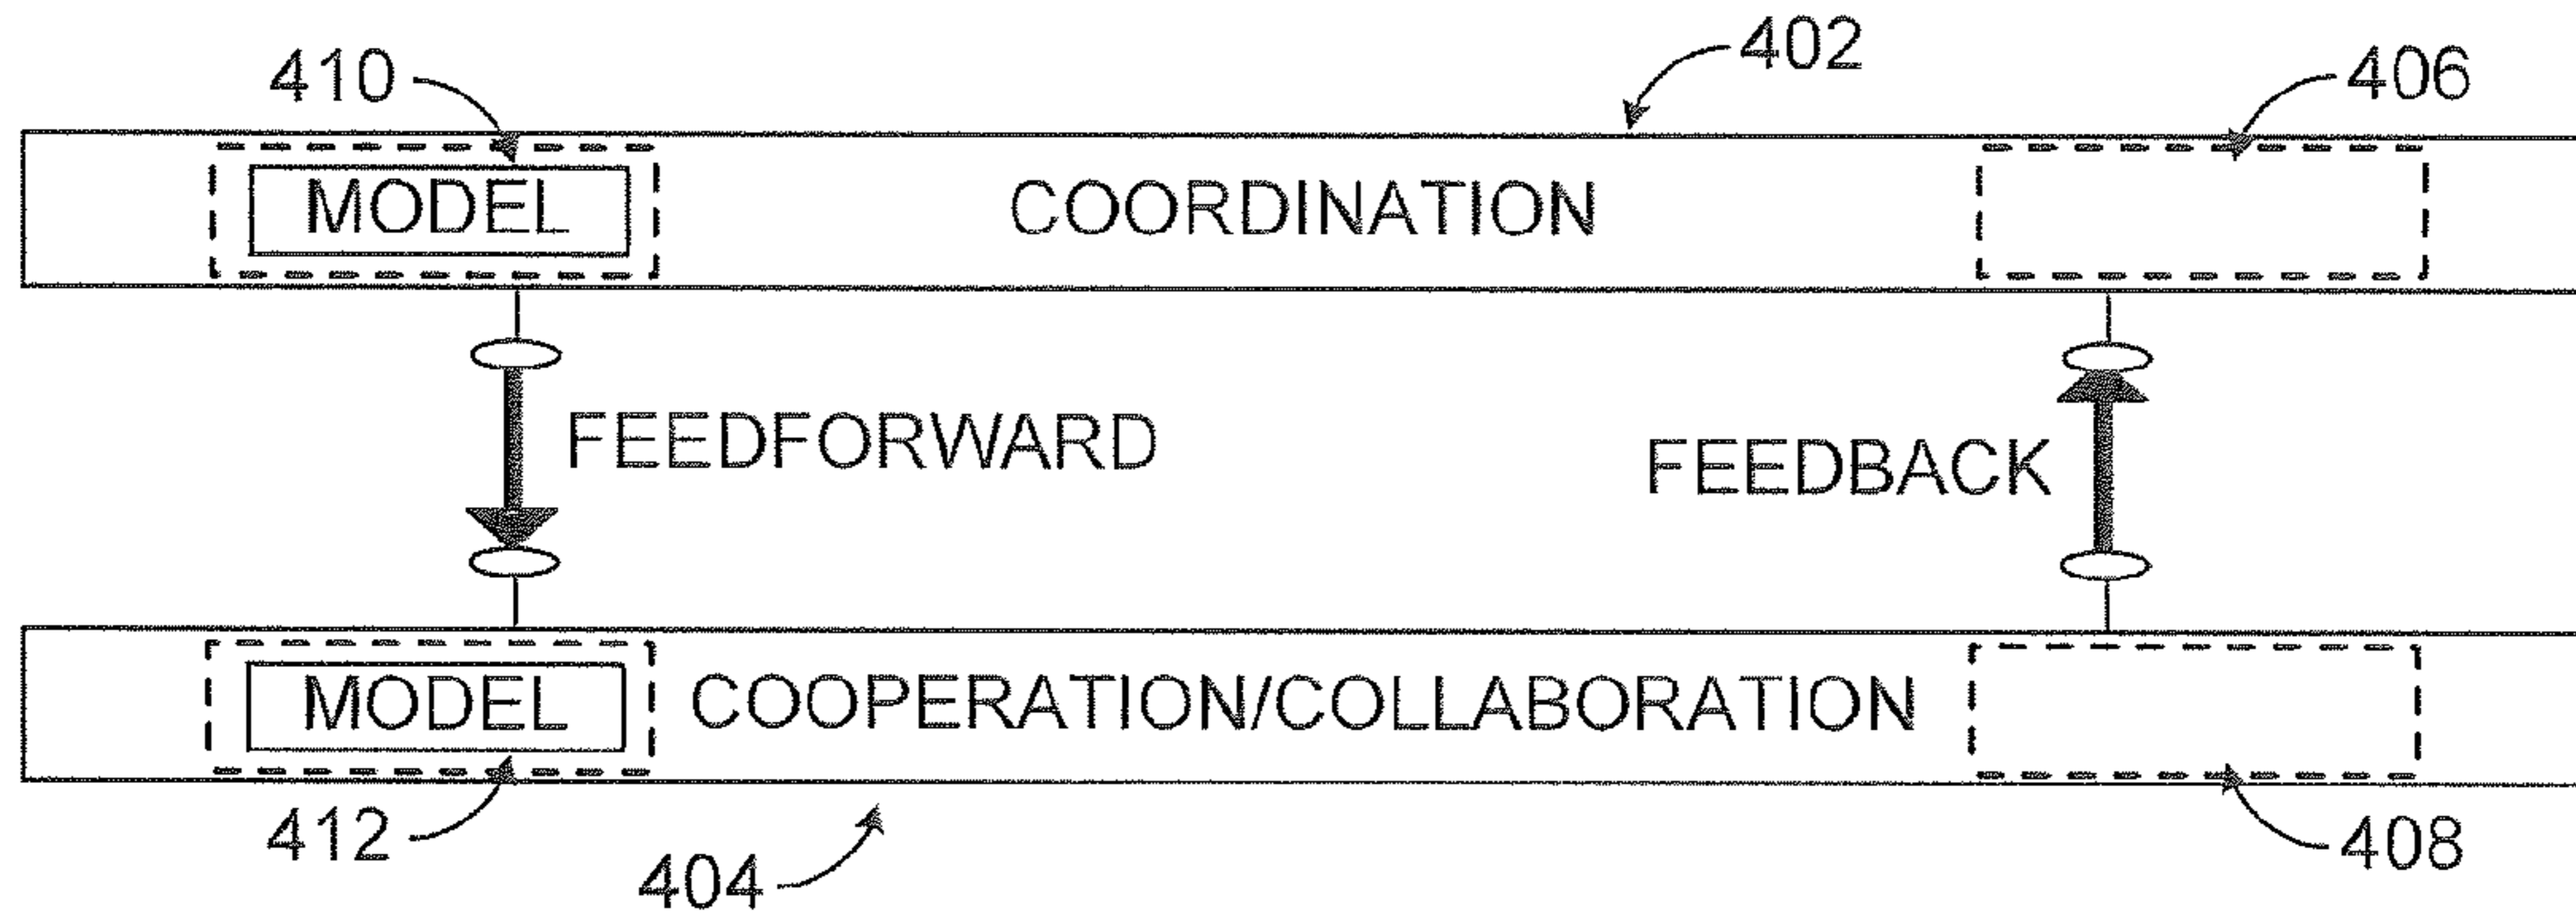 402
410
406
MODEL
COORDINATION
FEEDFORWARD
FEEDBACK
MODEL
COOPERATION/COLLABORATION
412
404
408